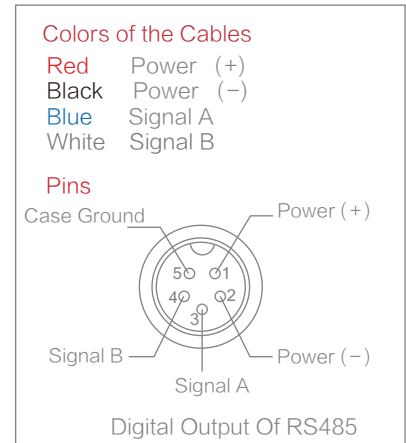 Colors of the Cables
Red Power (+)
Black Power (−)
Blue Signal A
White Signal B
Pins
Case Ground Power (+)
5 1
4 2
3
Signal B Power (−)
Signal A
Digital Output Of RS485